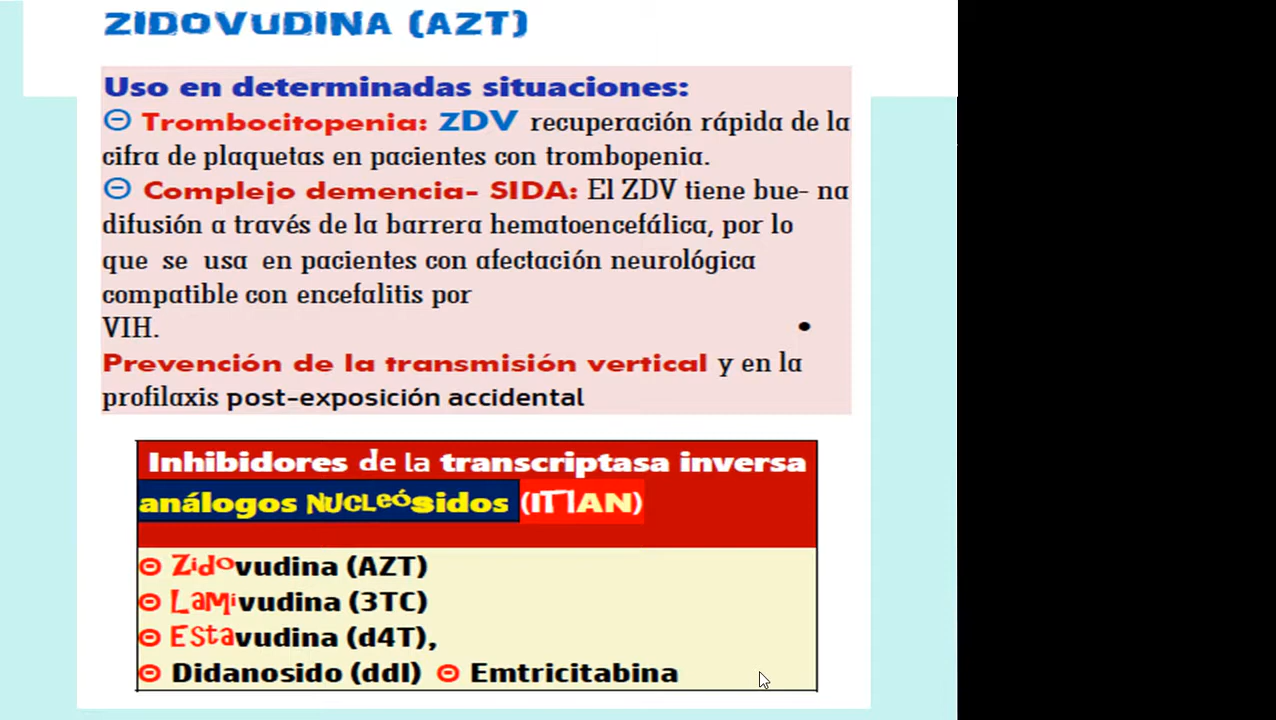 ZIDOVUDINA (AZT)
Uso en determinadas situaciones:
⊝ Trombocitopenia: ZDV recuperación rápida de la
cifra de plaquetas en pacientes con trombopenia.
⊝ Complejo demencia- SIDA: El ZDV tiene bue- na
difusión a través de la barrera hematoencefálica, por lo
que se usa en pacientes con afectación neurológica
compatible con encefalitis por
VIH. •
Prevención de la transmisión vertical y en la
profilaxis post-exposición accidental
Inhibidores de la transcriptasa inversa
análogos NUCLeósidos (ITIAN)
⊝ Zidovudina (AZT)
⊝ LaMivudina (3TC)
⊝ EStavudina (d4T),
⊝ Didanosido (ddI) ⊝ Emtricitabina